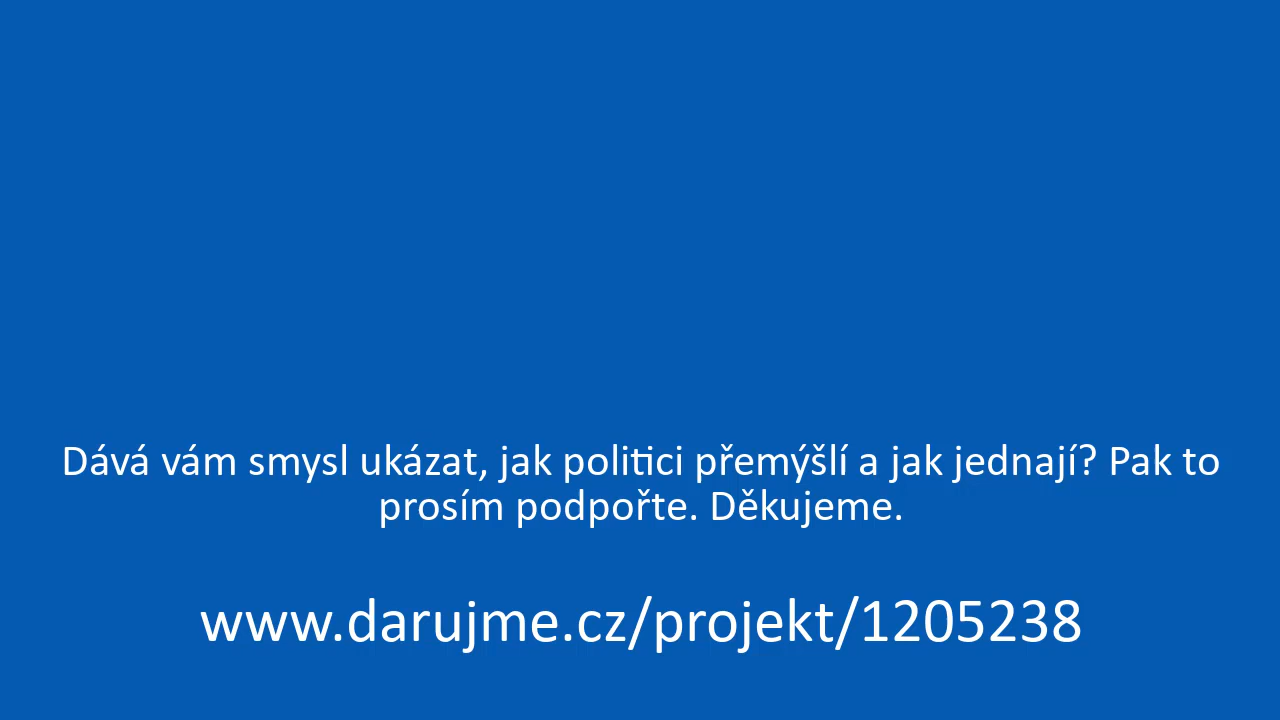 Dává vám smysl ukázat, jak politici přemýšlí a jak jednají? Pak to
prosím podpořte. Děkujeme.
www.darujme.cz/projekt/1205238